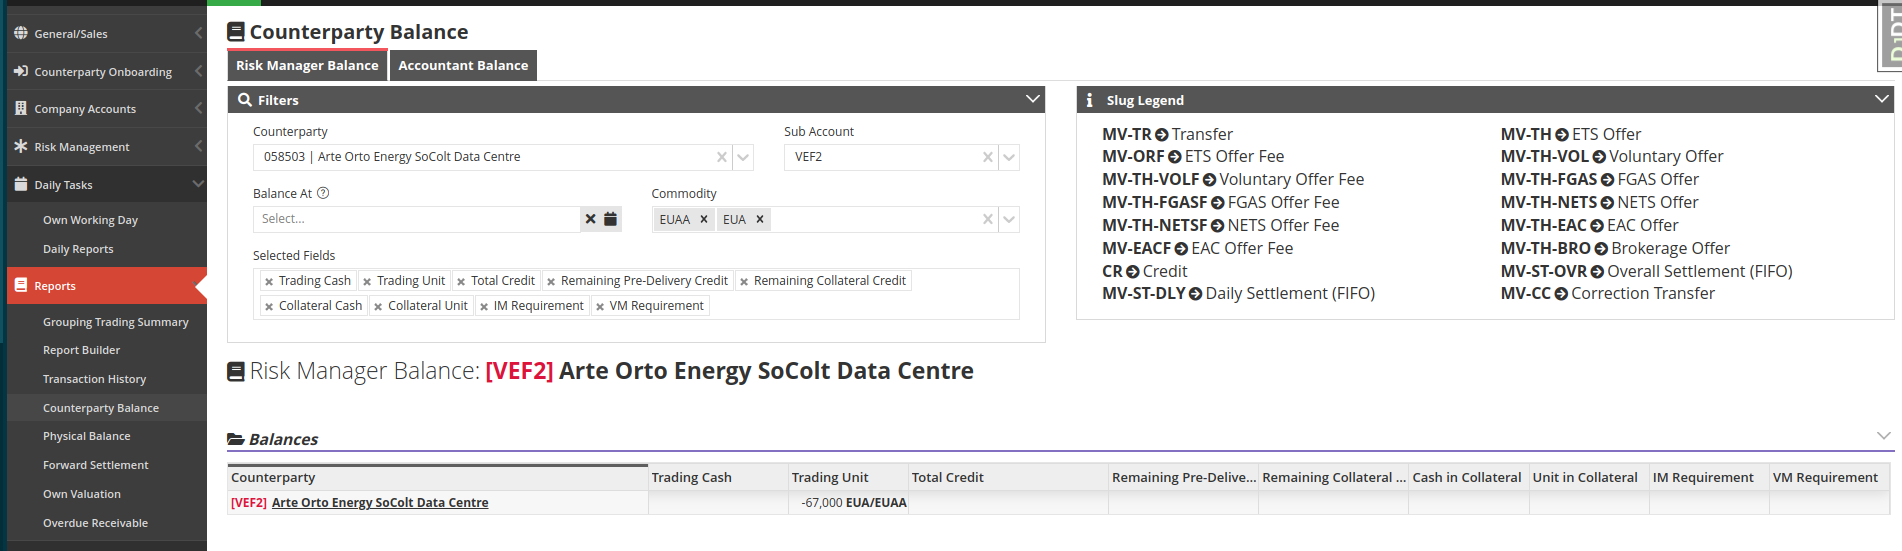 General/Sales
Counterparty Onboarding
Company Accounts
Risk Management
Daily Tasks
Own Working Day
Daily Reports
Reports
Grouping Trading Summary
Report Builder
Transaction History
Counterparty Balance
Physical Balance
Forward Settlement
Own Valuation
Overdue Receivable
Counterparty Balance
DJDT
Risk Manager Balance Accountant Balance
Filters
Counterparty Sub Account
058503 | Arte Orto Energy SoColt Data Centre VEF2
Balance At Commodity
Select... EUAA EUA
Selected Fields
Trading Cash Trading Unit Total Credit Remaining Pre-Delivery Credit Remaining Collateral Credit
Collateral Cash Collateral Unit IM Requirement VM Requirement
Slug Legend
MV-TR Transfer MV-TH ETS Offer
MV-ORF ETS Offer Fee MV-TH-VOL Voluntary Offer
MV-TH-VOLF Voluntary Offer Fee MV-TH-FGAS FGAS Offer
MV-TH-FGASF FGAS Offer Fee MV-TH-NETS NETS Offer
MV-TH-NETSF NETS Offer Fee MV-TH-EAC EAC Offer
MV-EACF EAC Offer Fee MV-TH-BRO Brokerage Offer
CR Credit MV-ST-OVR Overall Settlement (FIFO)
MV-ST-DLY Daily Settlement (FIFO) MV-CC Correction Transfer
Risk Manager Balance: [VEF2] Arte Orto Energy SoColt Data Centre
Balances
Counterparty Trading Cash Trading Unit Total Credit Remaining Pre-Delive... Remaining Collateral ... Cash in Collateral Unit in Collateral IM Requirement VM Requirement
[VEF2] Arte Orto Energy SoColt Data Centre -67,000 EUA/EUAA